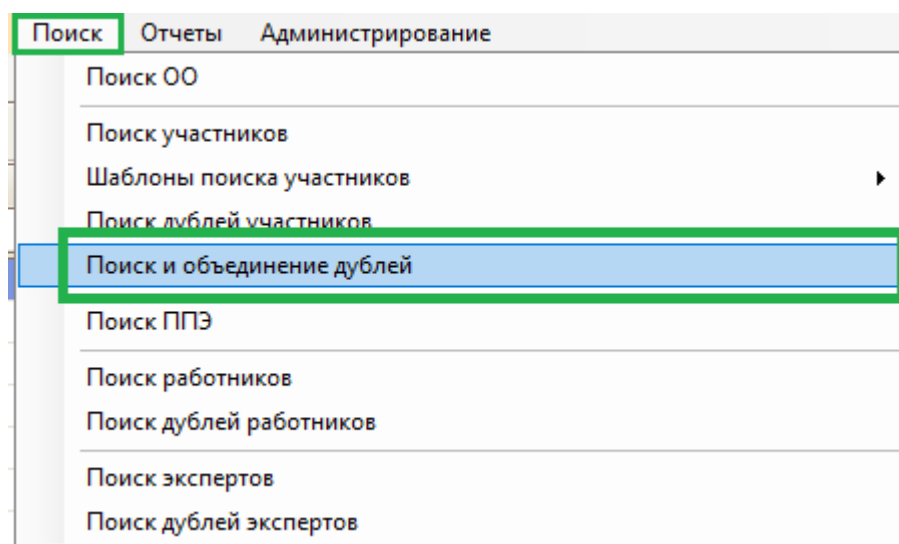 Поиск Отчеты Администрирование
Поиск ОО
Поиск участников
Шаблоны поиска участников
Поиск дублей участников
Поиск и объединение дублей
Поиск ППЭ
Поиск работников
Поиск дублей работников
Поиск экспертов
Поиск дублей экспертов